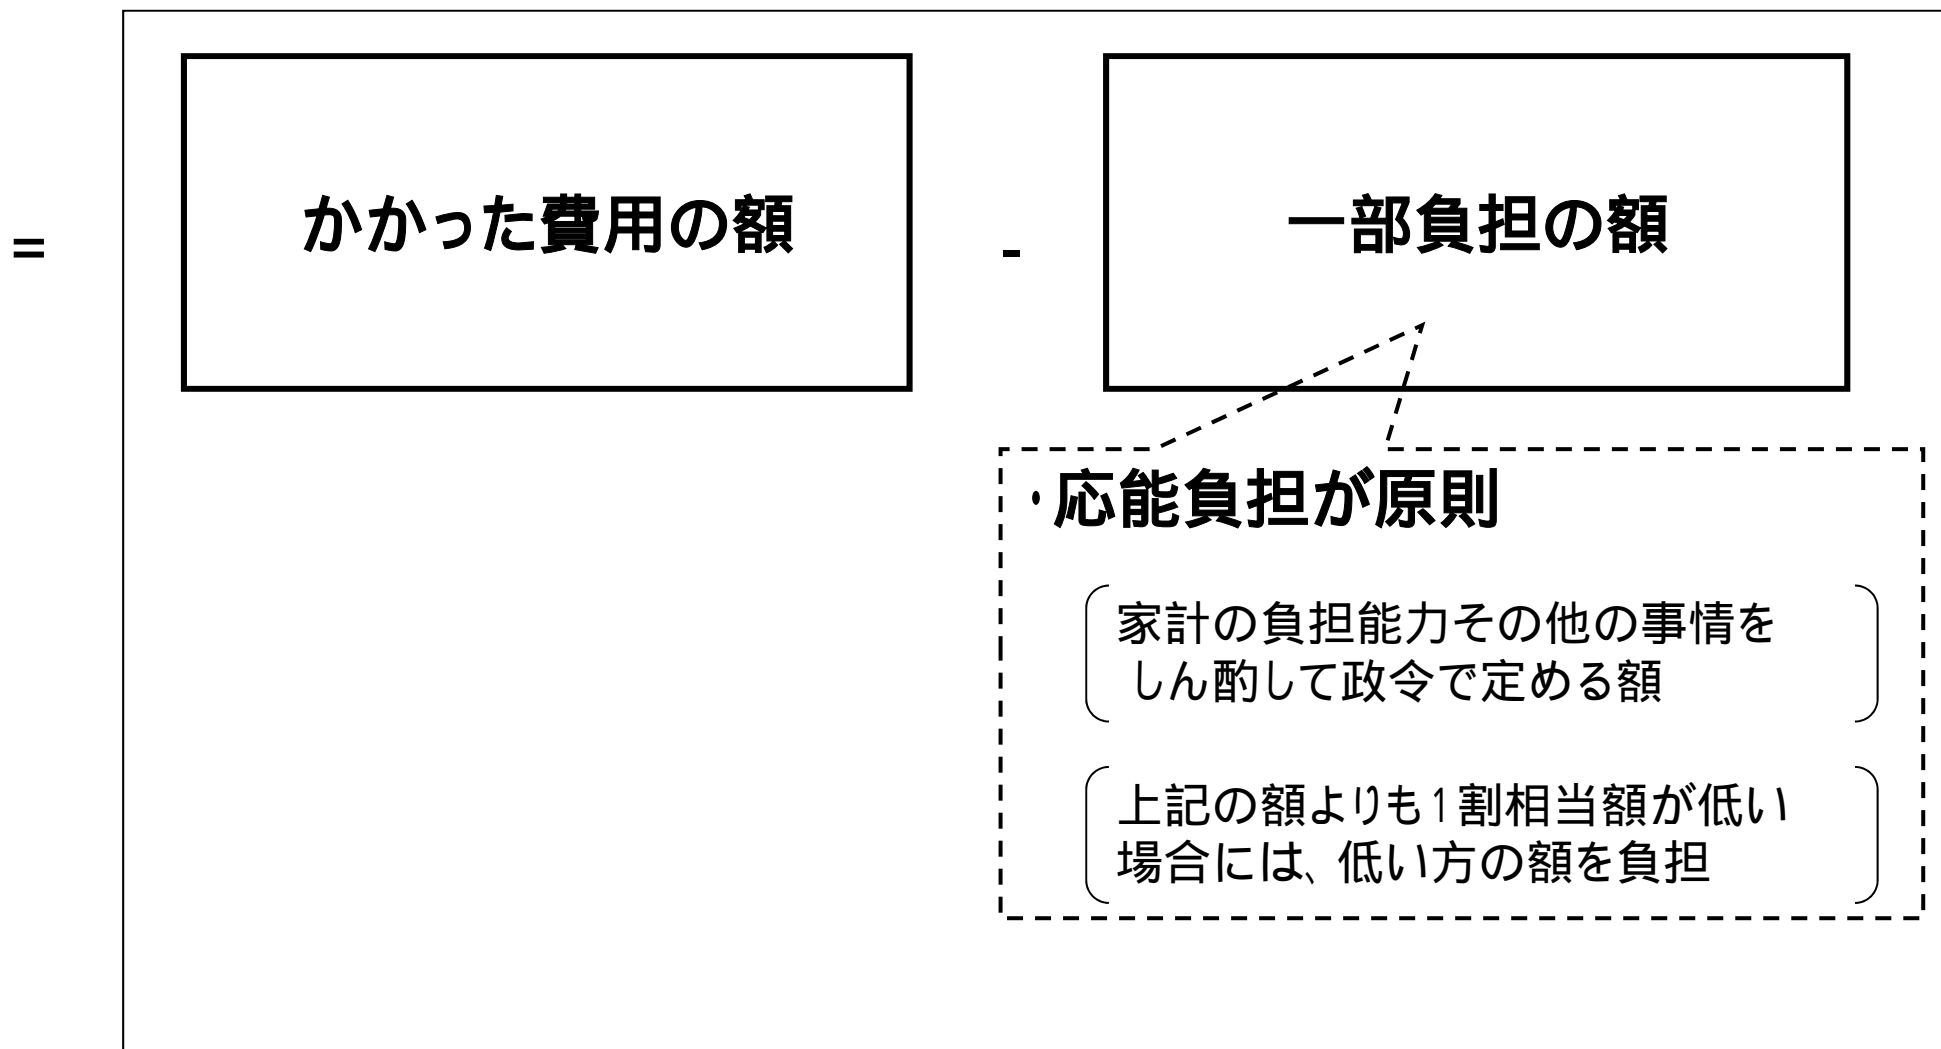 =
かかった費用の額
-
一部負担の額
・応能負担が原則
家計の負担能力その他の事情を
しん酌して政令で定める額
上記の額よりも1割相当額が低い
場合には、低い方の額を負担